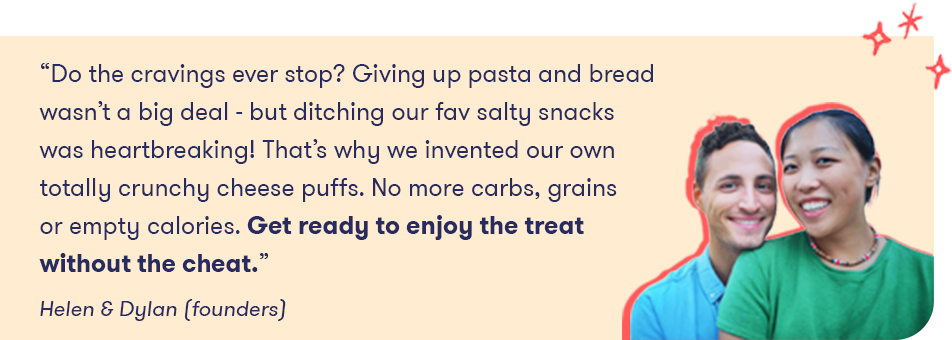 “Do the cravings ever stop? Giving up pasta and bread
wasn’t a big deal - but ditching our fav salty snacks
was heartbreaking! That’s why we invented our own
totally crunchy cheese puffs. No more carbs, grains
or empty calories. Get ready to enjoy the treat
without the cheat.”
Helen & Dylan (founders)